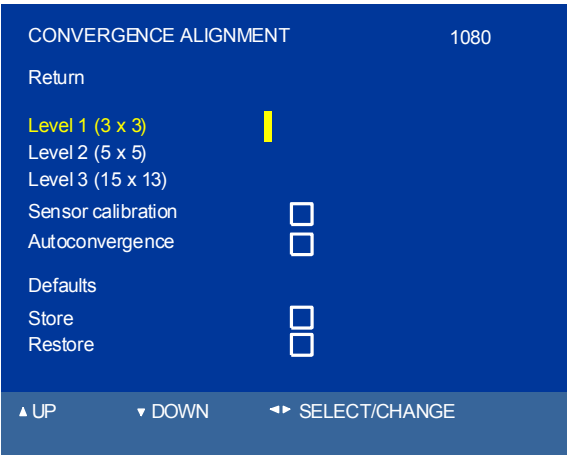 CONVERGENCE ALIGNMENT 1080
Return
Level 1 (3 x 3)
Level 2 (5 x 5)
Level 3 (15 x 13)
Sensor calibration
Autoconvergence
Defaults
Store
Restore
▲ UP ▼ DOWN ◄► SELECT/CHANGE